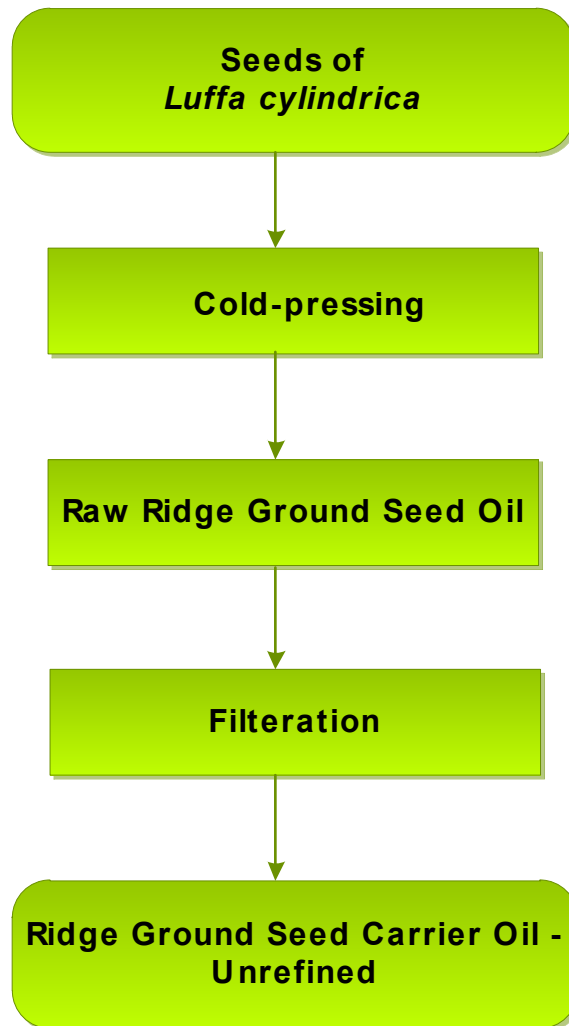 Seeds of
Luffa cylindrica
Cold-pressing
Raw Ridge Ground Seed Oil
Filteration
Ridge Ground Seed Carrier Oil -
Unrefined